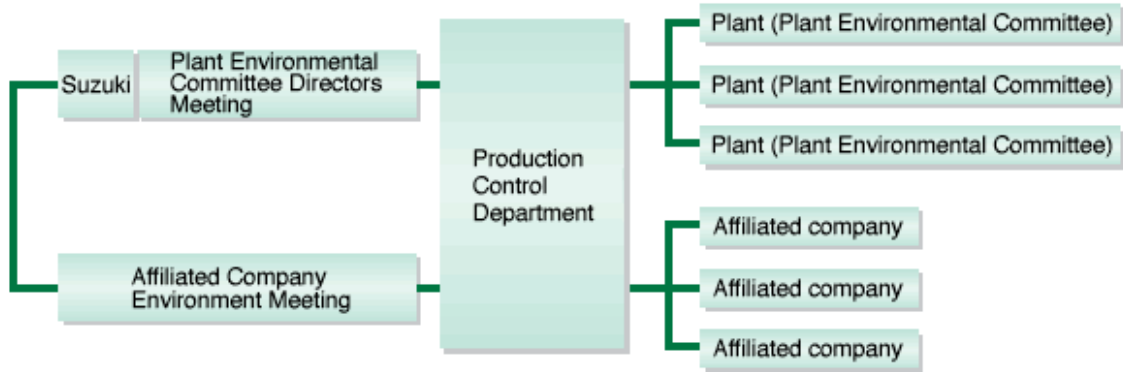 Suzuki
Plant Environmental
Committee Directors
Meeting
Affiliated Company
Environment Meeting
Production
Control
Department
Plant (Plant Environmental Committee)
Plant (Plant Environmental Committee)
Plant (Plant Environmental Committee)
Affiliated company
Affiliated company
Affiliated company